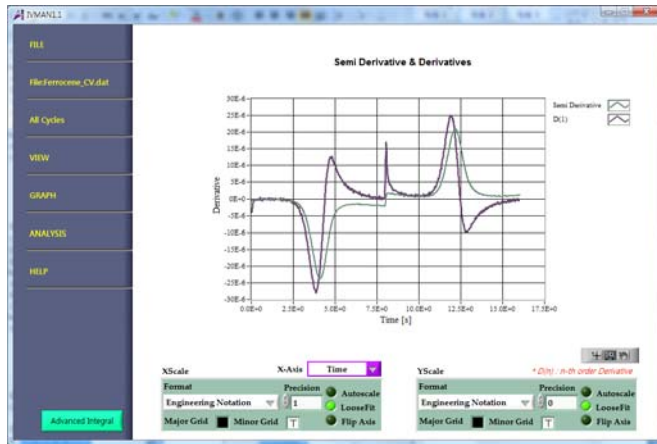 IVMAN1.1
FILE
File:Ferrocene_CV.dat
All Cycles
VIEW
GRAPH
ANALYSIS
HELP
Advanced Integral
Semi Derivative & Derivatives
Semi Derivative
D(1)
Derivative
30E-6
25E-6
20E-6
15E-6
10E-6
5E-6
0E+0
-5E-6
-10E-6
-15E-6
-20E-6
-25E-6
-30E-6
0.0E+0 2.5E+0 5.0E+0 7.5E+0 10.0E+0 12.5E+0 15.0E+0 17.5E+0
Time [s]
X-Axis Time
XScale
Format Precision
Engineering Notation 1
Autoscale
LooseFit
Major Grid Minor Grid T Flip Axis
* D(n) : n-th order Derivative
YScale
Format Precision
Engineering Notation 0
Autoscale
LooseFit
Major Grid Minor Grid T Flip Axis